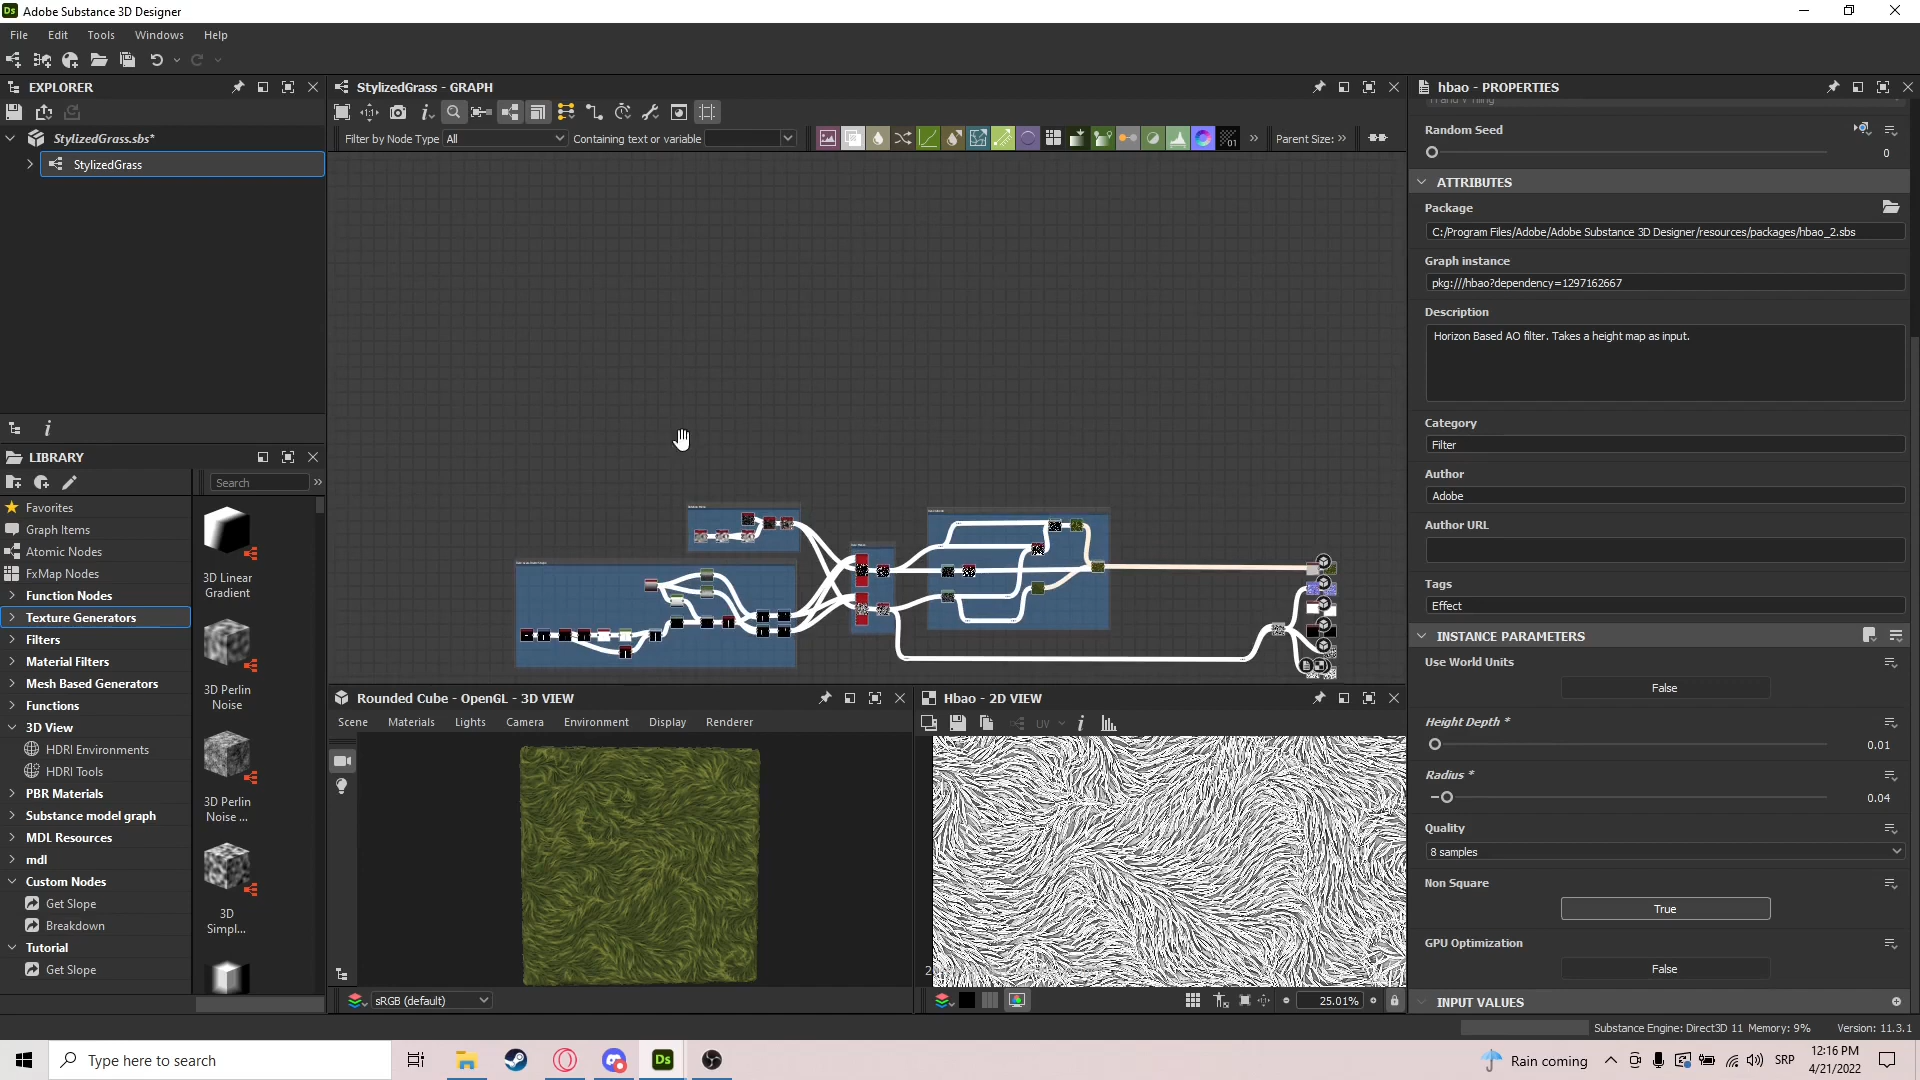 Adobe Substance 3D Designer
File Edit Tools Windows Help
EXPLORER
StylizedGrass.sbs*
StylizedGrass
LIBRARY
Search
Favorites
Graph Items
Atomic Nodes
FxMap Nodes
Function Nodes
Texture Generators
Filters
Material Filters
Mesh Based Generators
Functions
3D View
HDRI Environments
HDRI Tools
PBR Materials
Substance model graph
MDL Resources
mdl
Custom Nodes
Get Slope
Breakdown
Tutorial
Get Slope
3D Linear
Gradient
3D Perlin
Noise
3D Perlin
Noise ...
3D
Simpl...
StylizedGrass - GRAPH
Filter by Node Type All Containing text or variable Parent Size:
Rounded Cube - OpenGL - 3D VIEW
Scene Materials Lights Camera Environment Display Renderer
sRGB (default)
Hbao - 2D VIEW
UV
25.01%
hbao - PROPERTIES
Random Seed
0
ATTRIBUTES
Package
C:/Program Files/Adobe/Adobe Substance 3D Designer/resources/packages/hbao_2.sbs
Graph instance
pkg:///hbao?dependency=1297162667
Description
Horizon Based AO filter. Takes a height map as input.
Category
Filter
Author
Adobe
Author URL
Tags
Effect
INSTANCE PARAMETERS
Use World Units
False
Height Depth *
0.01
Radius *
0.04
Quality
8 samples
Non Square
True
GPU Optimization
False
INPUT VALUES
Substance Engine: Direct3D 11 Memory: 9% Version: 11.3.1
Type here to search
Ds
Rain coming
SRP
12:16 PM
4/21/2022